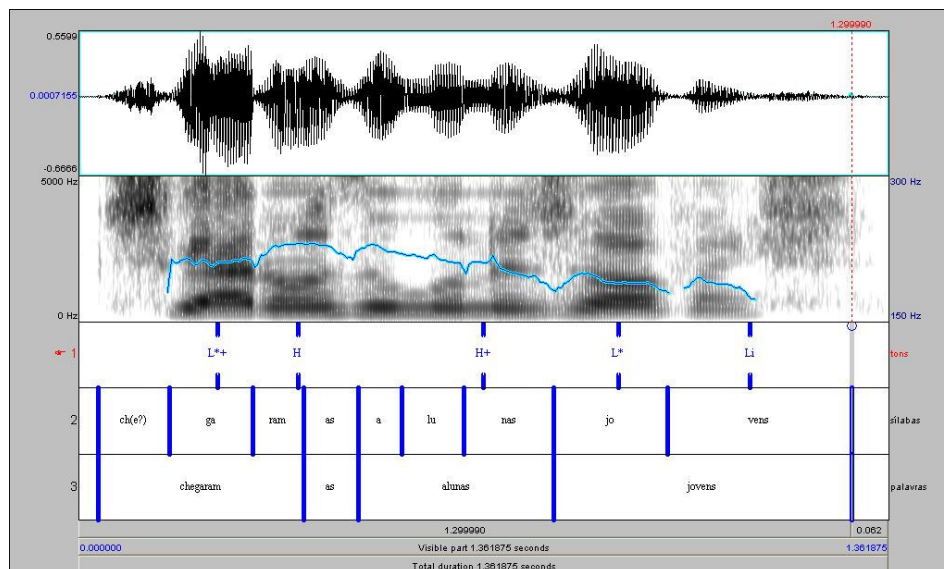 1.299990
0.5599
0.0007155
-0.6666
5000 Hz 300 Hz
0 Hz 150 Hz
1 L*+ H H+ L* Li tons
2 ch(e?) ga ram as a lu nas jo vens sílabas
3 chegaram as alunas jovens palavras
1.299990 0.062
0.000000 Visible part 1.361875 seconds 1.361875
Total duration 1.361875 seconds